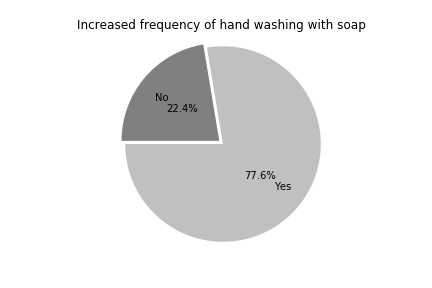 Increased frequency of hand washing with soap
No
22.4%
77.6%
Yes